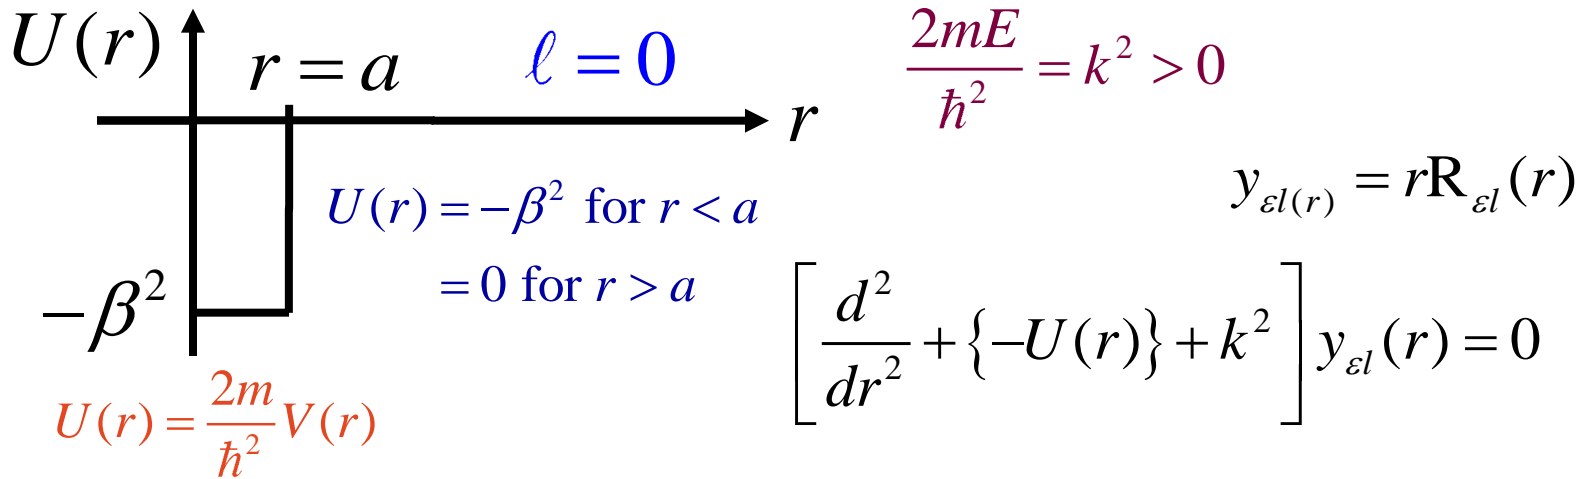 U(r)
r = a
ℓ = 0
2mE/ħ² = k² > 0
r
y_{εl(r)} = rR_{εl}(r)
U(r) = −β² for r < a
= 0 for r > a
−β²
[d²/dr² + {−U(r)} + k²] y_{εl}(r) = 0
U(r) = 2m/ħ² V(r)